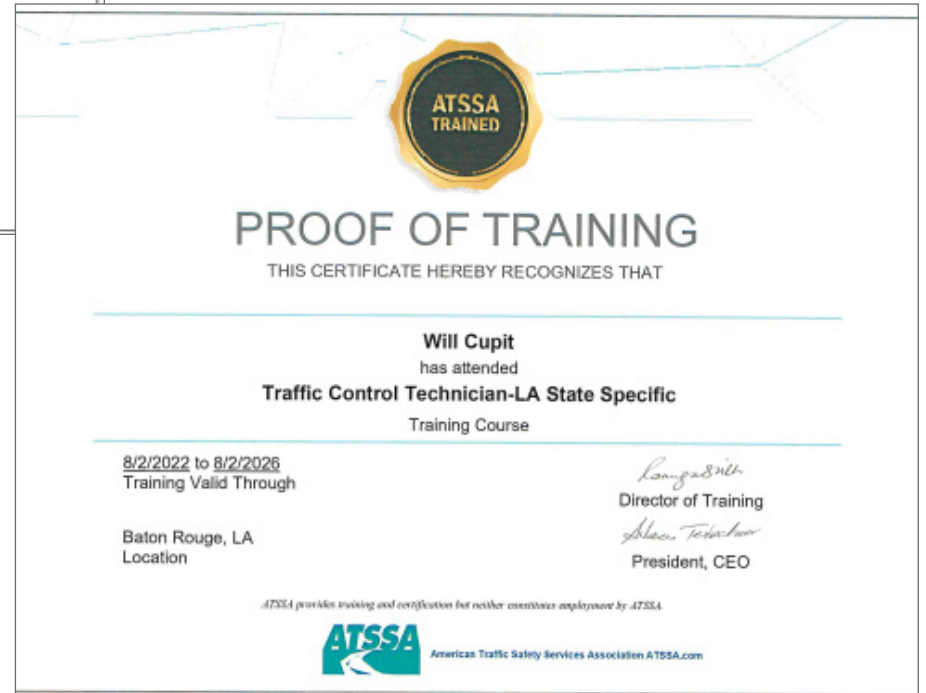 ATSSA
TRAINED
PROOF OF TRAINING
THIS CERTIFICATE HEREBY RECOGNIZES THAT
Will Cupit
has attended
Traffic Control Technician-LA State Specific
Training Course
8/2/2022 to 8/2/2026
Training Valid Through
Director of Training
Baton Rouge, LA
Location
President, CEO
ATSSA provides training and certification but neither constitutes employment by ATSSA.
ATSSA
American Traffic Safety Services Association ATSSA.com